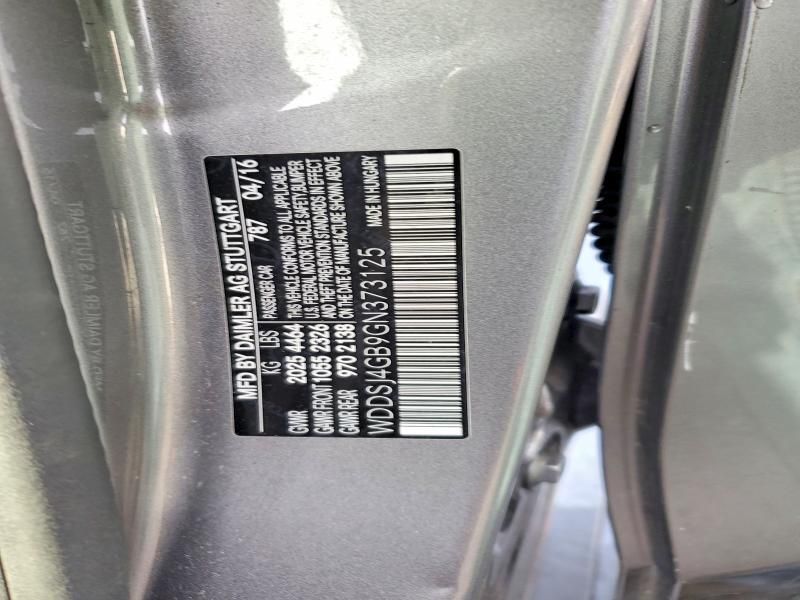 MFD BY DAIMLER AG STUTTGART
KG LBS PASSENGER CAR 787 04/16
GVWR 2025 4464 THIS VEHICLE CONFORMS TO ALL APPLICABLE
U.S. FEDERAL MOTOR VEHICLE SAFETY, BUMPER
GAWR FRONT 1055 2326 AND THEFT PREVENTION STANDARDS IN EFFECT
GAWR REAR 970 2138 ON THE DATE OF MANUFACTURE SHOWN ABOVE
WDDSJ4GB9GN373125 MADE IN HUNGARY